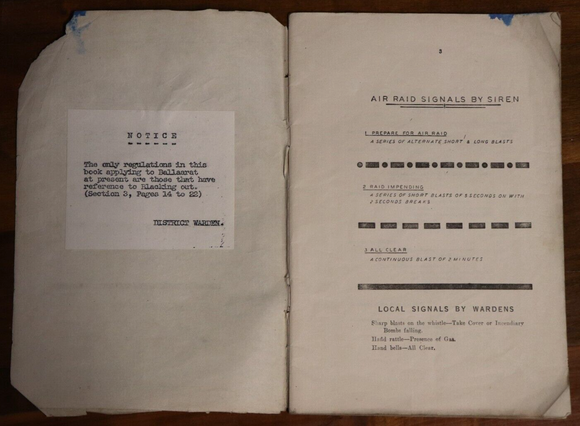 NOTICE
The only regulations in this
book applying to Ballaarat
at present are those that have
reference to Blacking out.
(Section 3, Pages 14 to 22)
DISTRICT WARDEN.
3
AIR RAID SIGNALS BY SIREN
1 PREPARE FOR AIR RAID
A SERIES OF ALTERNATE SHORT & LONG BLASTS
2 RAID IMPENDING
A SERIES OF SHORT BLASTS OF 5 SECONDS ON WITH
SECONDS BREAKS
3 ALL CLEAR
A CONTINUOUS BLAST OF 2 MINUTES
LOCAL SIGNALS BY WARDENS
Sharp blasts on the whistle—Take Cover or Incendiary
Bombs falling.
Hand rattle—Presence of Gas.
Hand bells—All Clear.